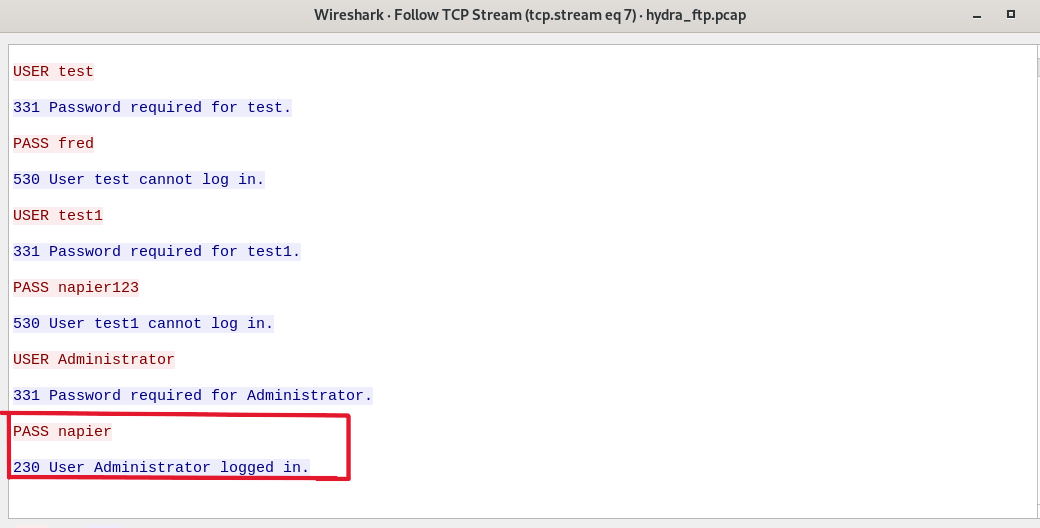 Wireshark · Follow TCP Stream (tcp.stream eq 7) · hydra_ftp.pcap
USER test
331 Password required for test.
PASS fred
530 User test cannot log in.
USER test1
331 Password required for test1.
PASS napier123
530 User test1 cannot log in.
USER Administrator
331 Password required for Administrator.
PASS napier
230 User Administrator logged in.